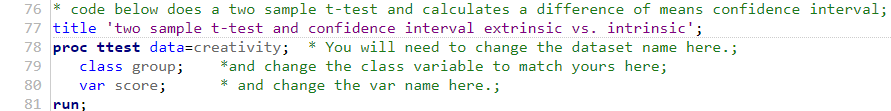 76 * code below does a two sample t-test and calculates a difference of means confidence interval;
77 title 'two sample t-test and confidence interval extrinsic vs. intrinsic';
78 proc ttest data=creativity;  * You will need to change the dataset name here.;
79    class group;    *and change the class variable to match yours here;
80    var score;      * and change the var name here.;
81 run;